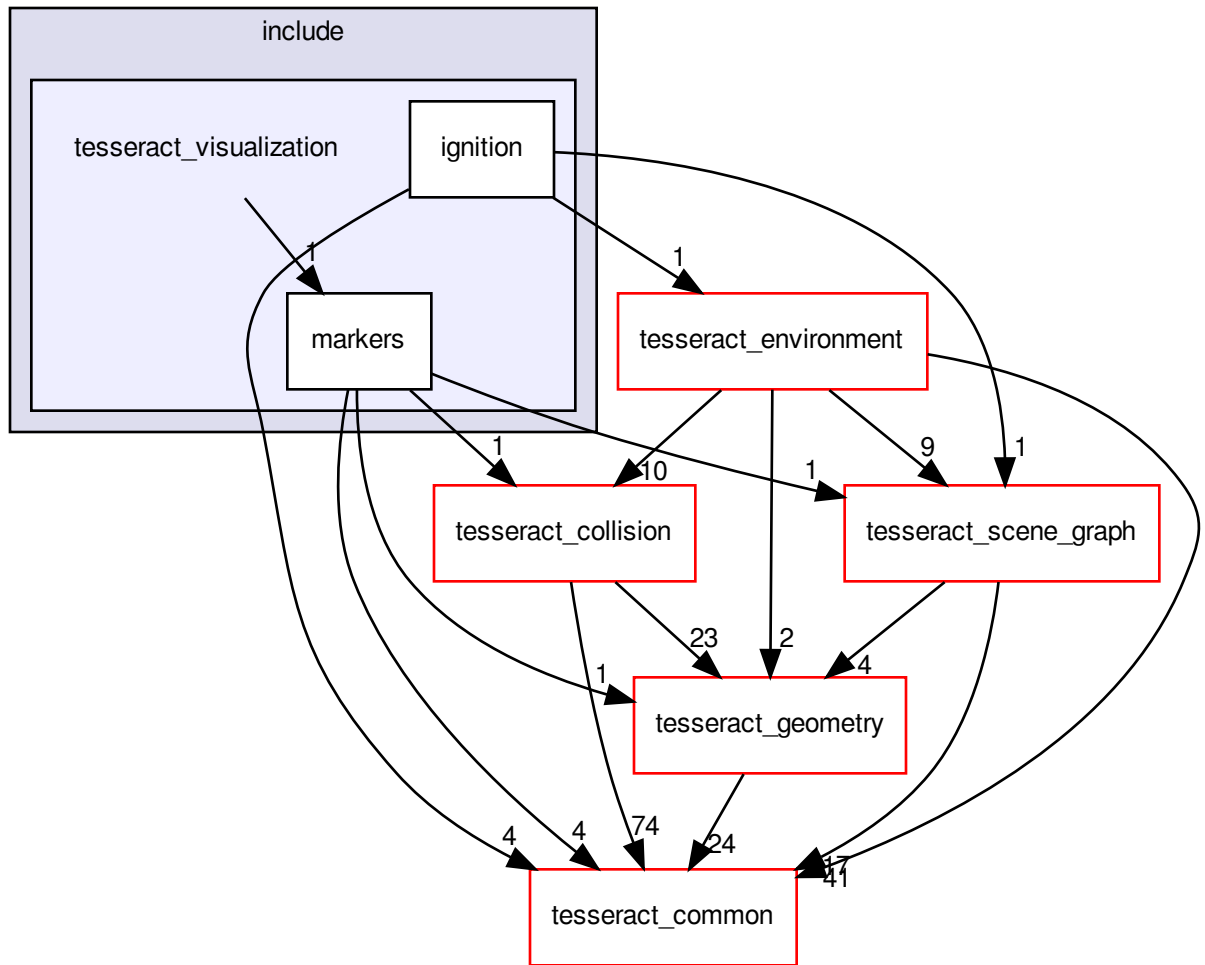 include
tesseract_visualization
ignition
1
1
markers
tesseract_environment
1
10
1
9
1
tesseract_collision
tesseract_scene_graph
23
2
4
1
tesseract_geometry
4
4
74
24
17
41
tesseract_common